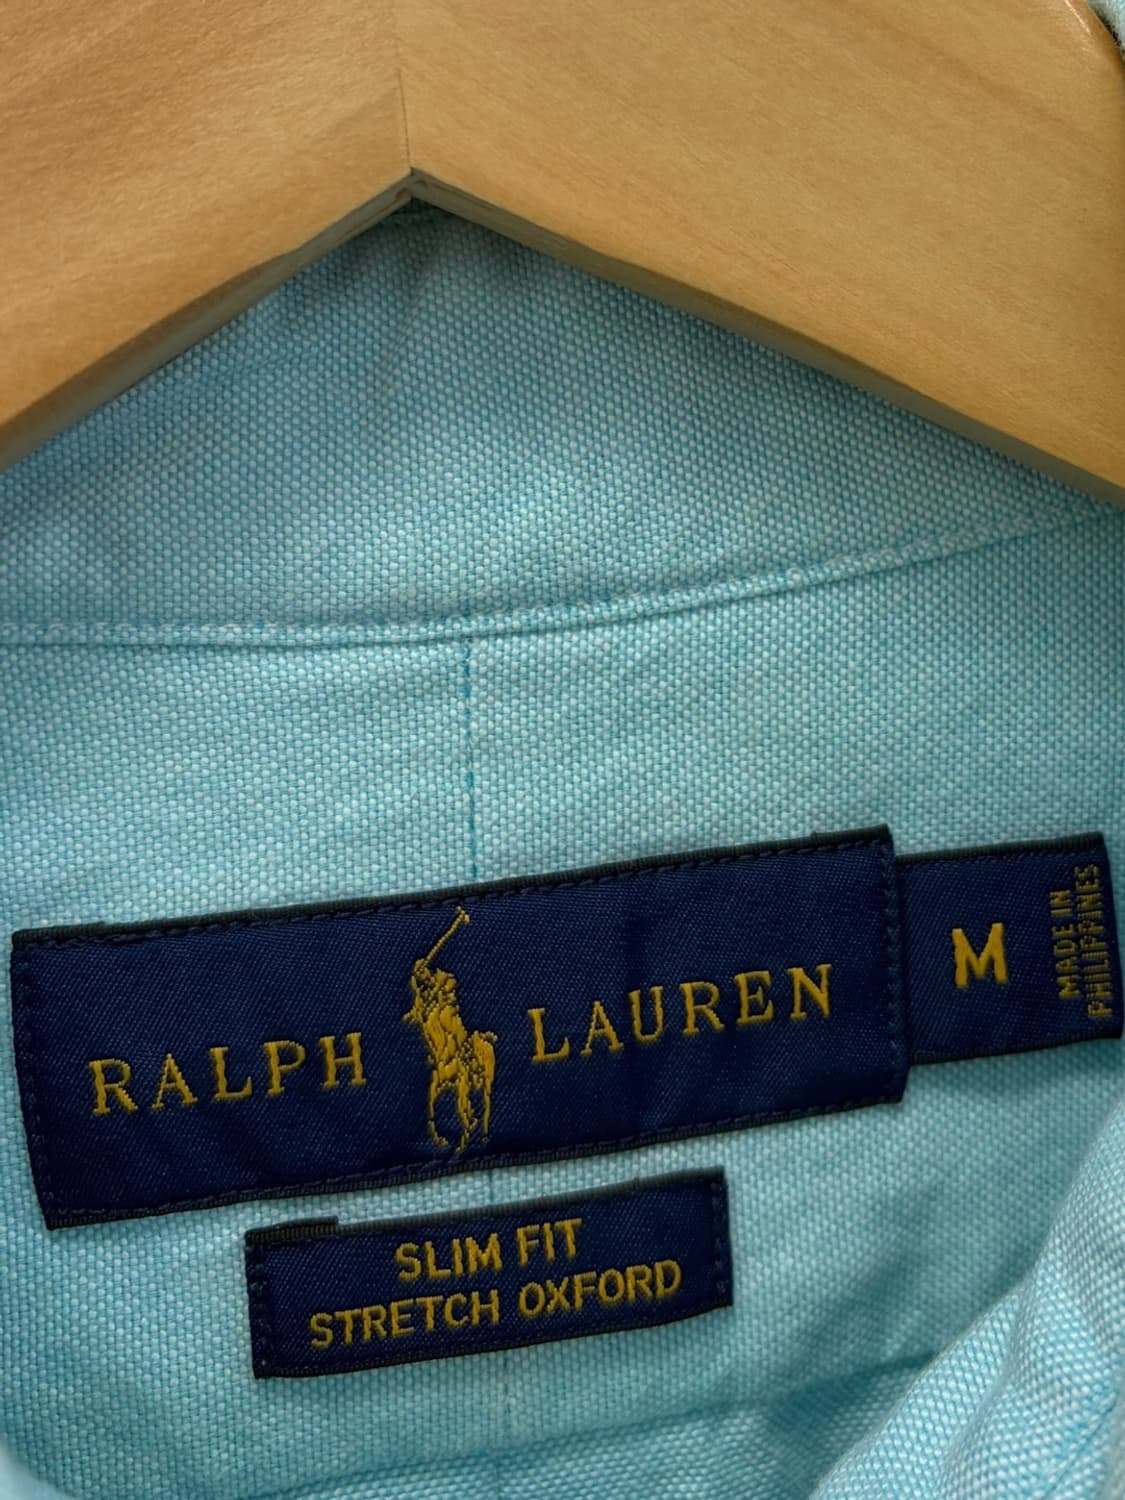 RALPH LAUREN
M
MADE IN
PHILIPPINES
SLIM FIT
STRETCH OXFORD